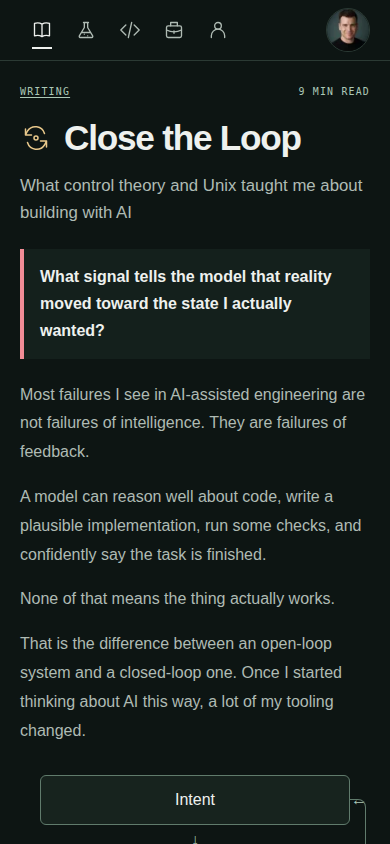 WRITING
9 MIN READ
Close the Loop
What control theory and Unix taught me about
building with AI
What signal tells the model that reality
moved toward the state I actually
wanted?
Most failures I see in AI-assisted engineering are
not failures of intelligence. They are failures of
feedback.
A model can reason well about code, write a
plausible implementation, run some checks, and
confidently say the task is finished.
None of that means the thing actually works.
That is the difference between an open-loop
system and a closed-loop one. Once I started
thinking about AI this way, a lot of my tooling
changed.
Intent
←
↓